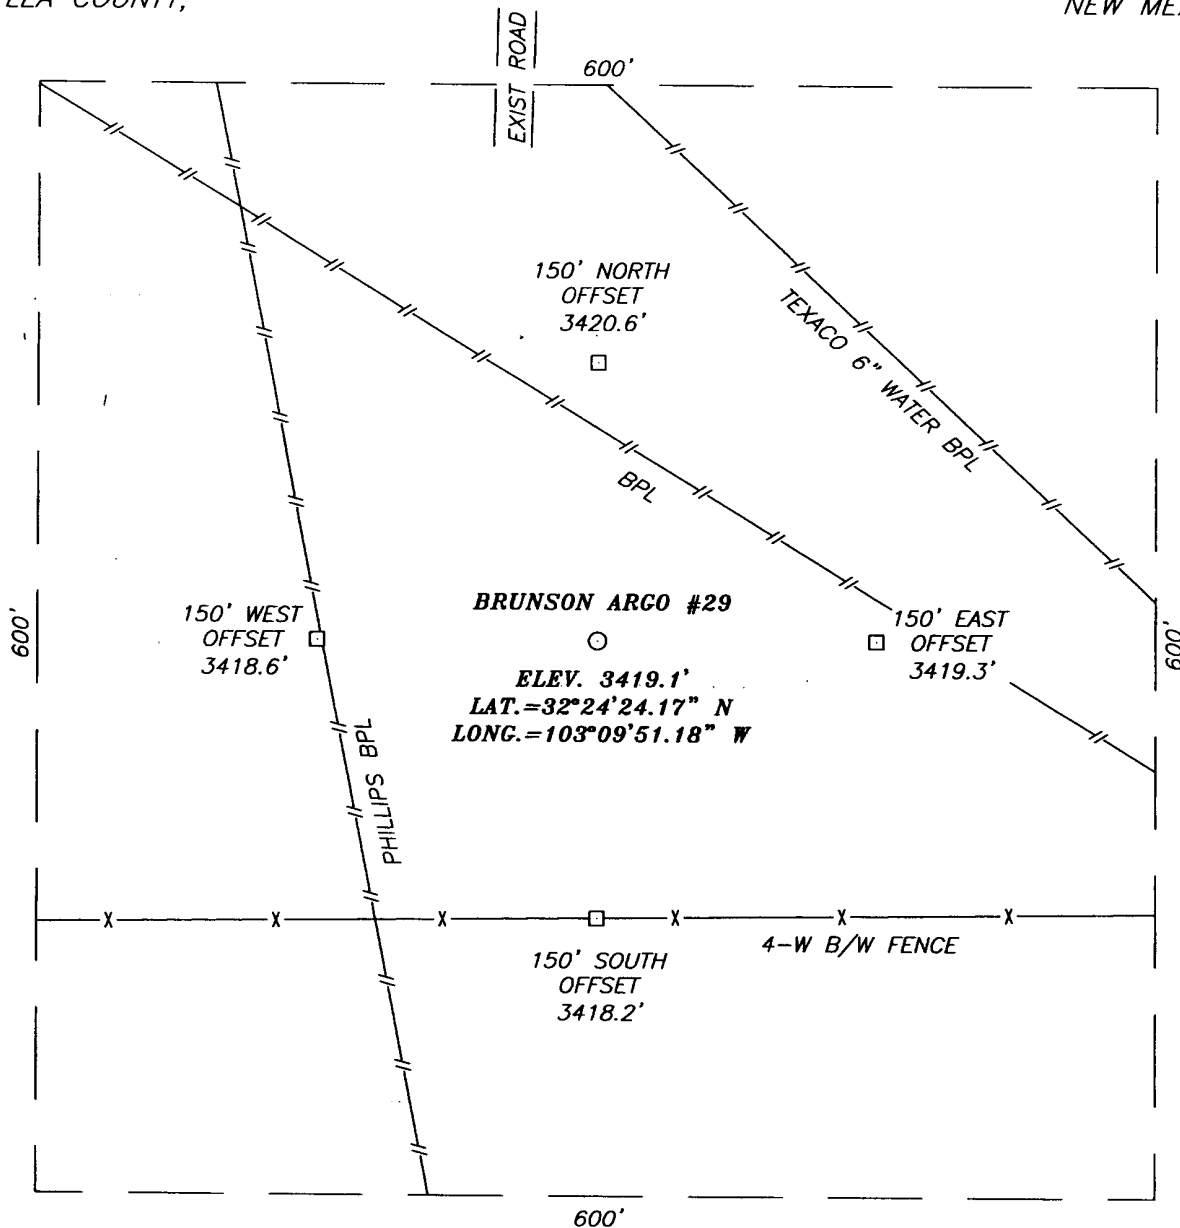 LEA COUNTY,
NEW ME
EXIST ROAD
600'
150' NORTH
OFFSET
3420.6'
TEXACO 6" WATER BPL
BPL
BRUNSON ARGO #29
150' WEST
OFFSET
3418.6'
150' EAST
OFFSET
3419.3'
600'
600'
ELEV. 3419.1'
LAT.=32°24'24.17" N
LONG.=103°09'51.18" W
PHILLIPS BPL
4-W B/W FENCE
150' SOUTH
OFFSET
3418.2'
600'